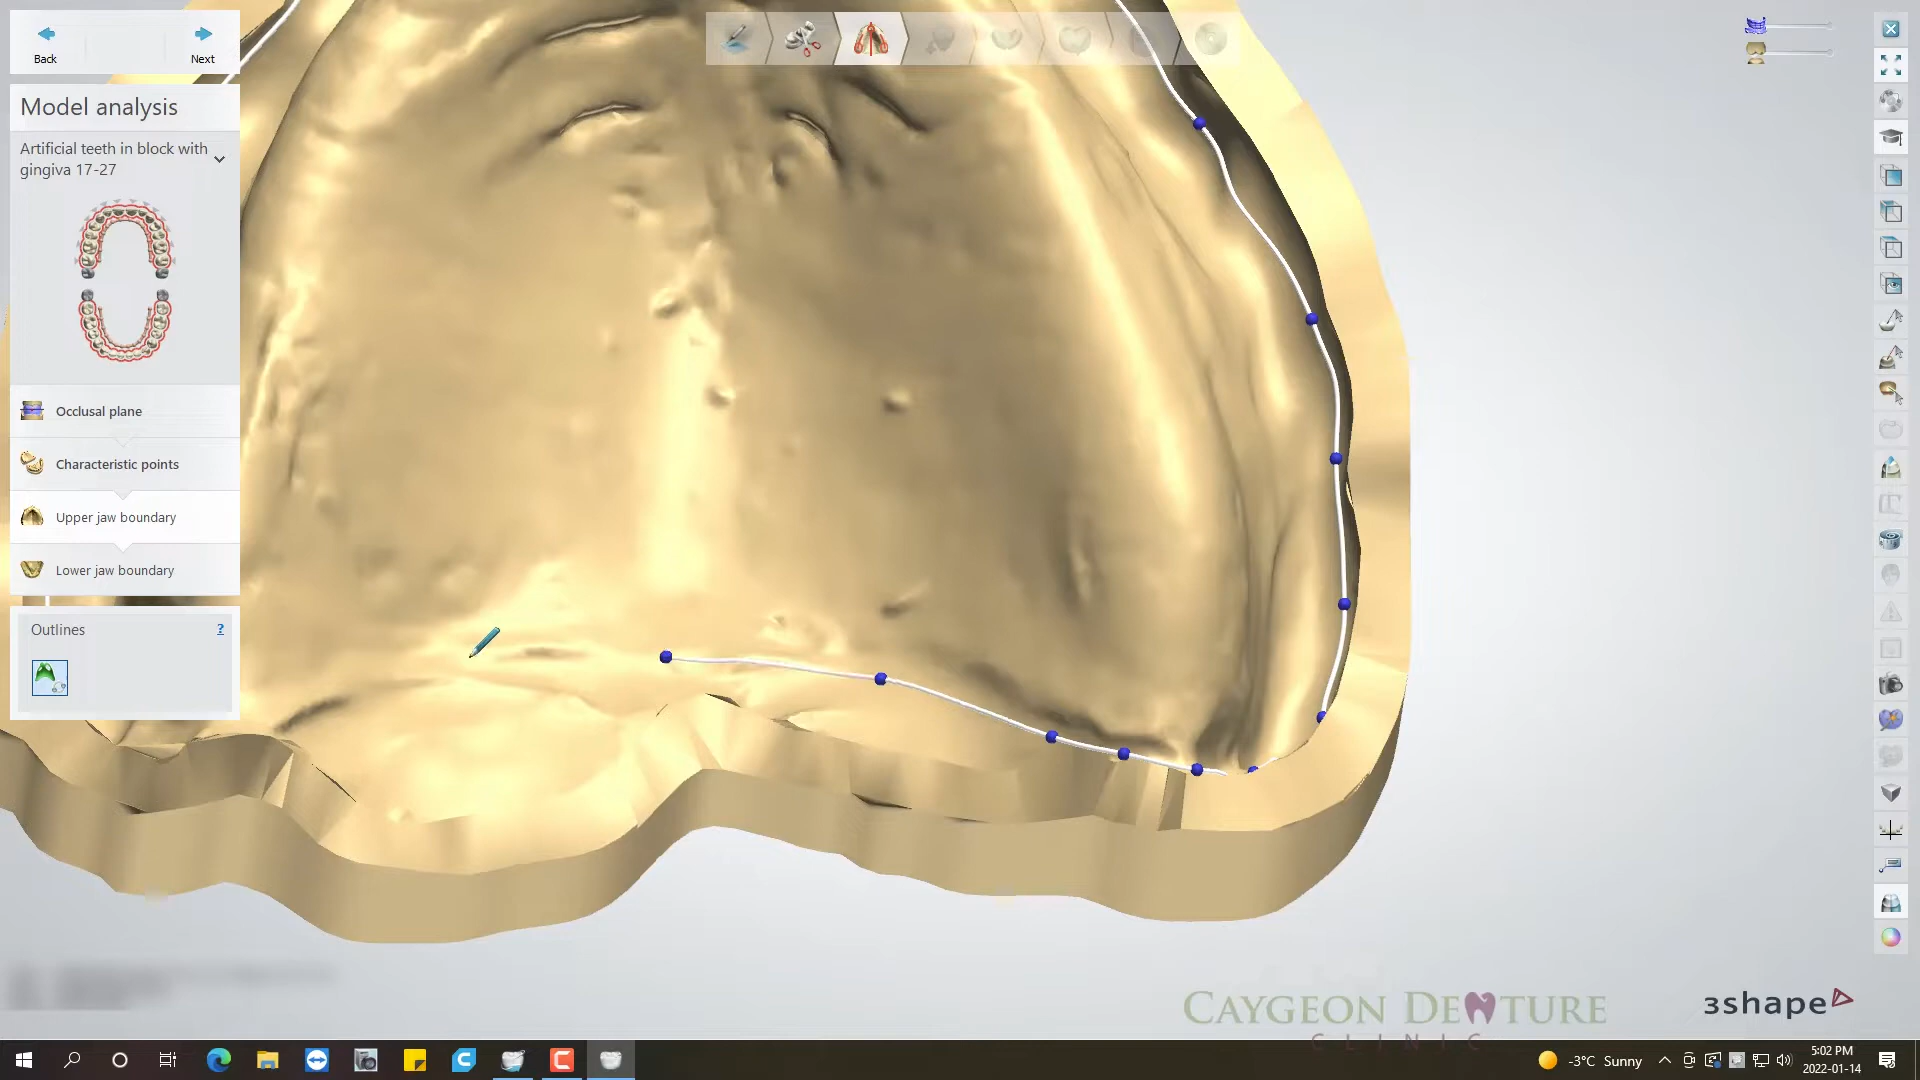 Back
Next
Model analysis
Artificial teeth in block with
gingiva 17-27
Occlusal plane
Characteristic points
Upper jaw boundary
Lower jaw boundary
Outlines
?
CAYGEON DENTURE
CLINIC
3shape
-3°C Sunny
5:02 PM
2022-01-14